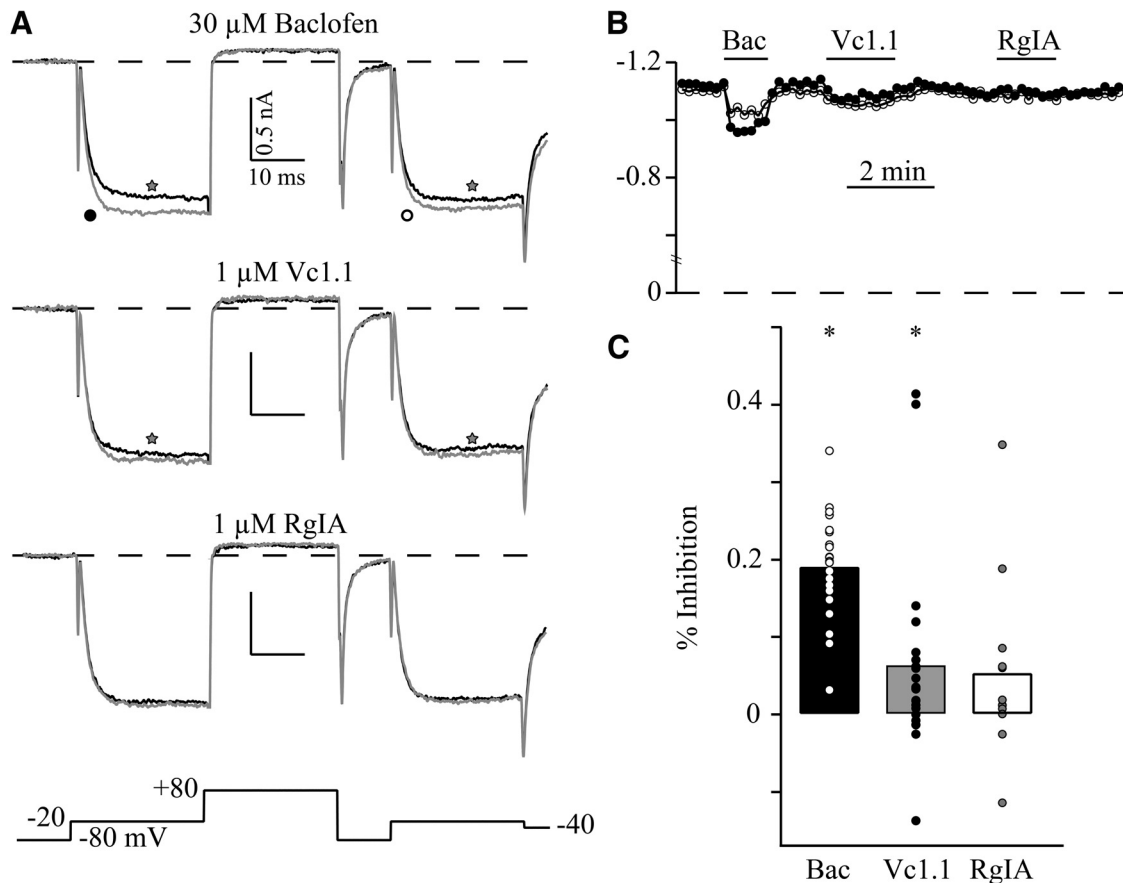 A
30 µM Baclofen
0.5 nA
10 ms
1 µM Vc1.1
1 µM RgIA
+80
-20
-80 mV
-40
B
Bac
Vc1.1
RgIA
-1.2
-0.8
2 min
0
C
*
*
0.4
0.2
0
% Inhibition
Bac
Vc1.1
RgIA